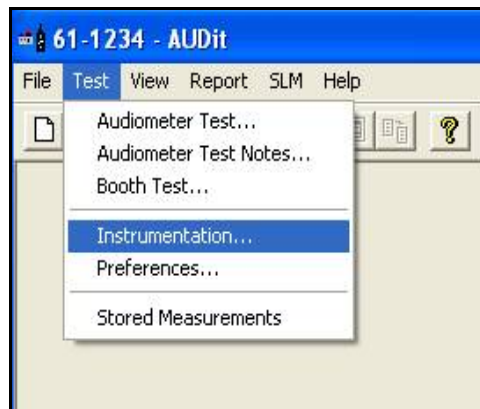 61-1234 - AUDit
File Test View Report SLM Help
?
Audiometer Test...
Audiometer Test Notes...
Booth Test...
Instrumentation...
Preferences...
Stored Measurements